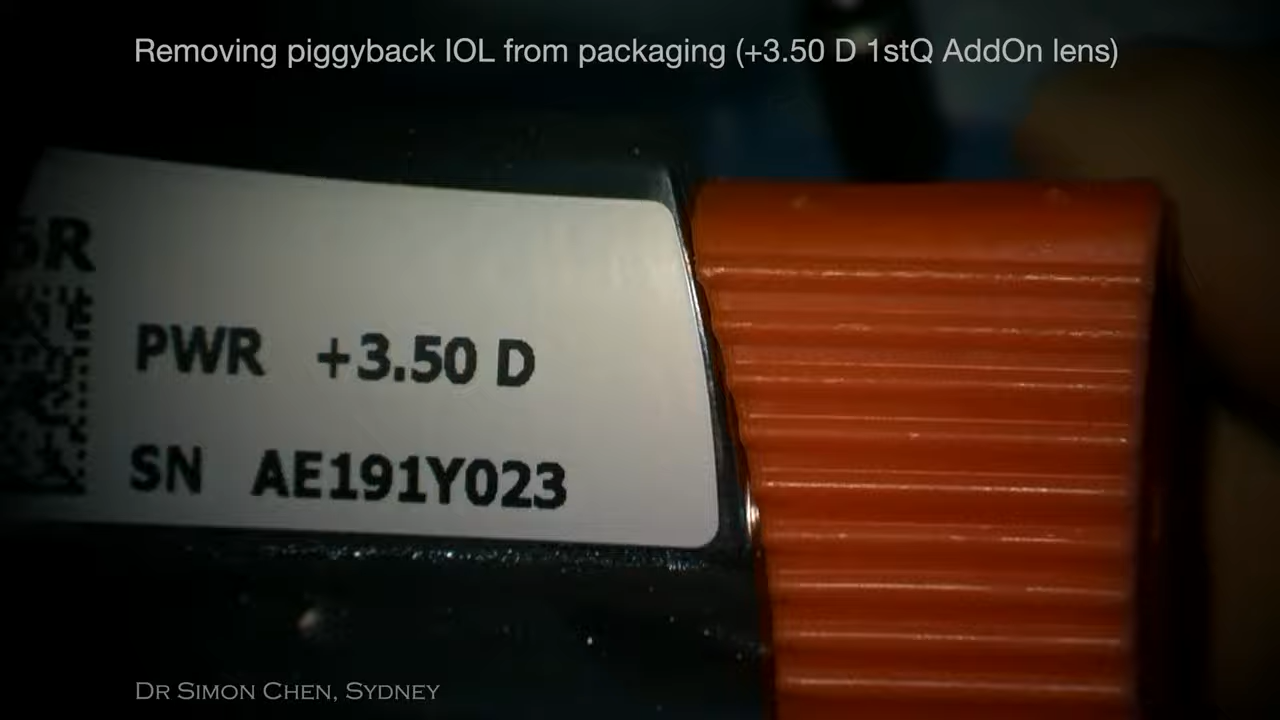 Removing piggyback IOL from packaging (+3.50 D 1stQ AddOn lens)
PWR +3.50 D
SN AE191Y023
DR SIMON CHEN, SYDNEY